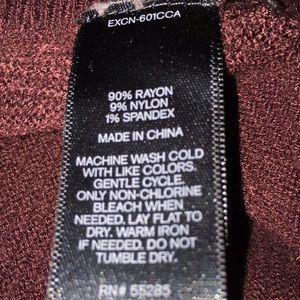 EXCN-601CCA
90% RAYON
9% NYLON
1% SPANDEX
MADE IN CHINA
MACHINE WASH COLD
WITH LIKE COLORS.
GENTLE CYCLE
ONLY NON-CHLORINE
BLEACH WHEN
NEEDED. LAY FLAT TO
DRY. WARM IRON
IF NEEDED. DO NOT
TUMBLE DRY.
RN# 55285